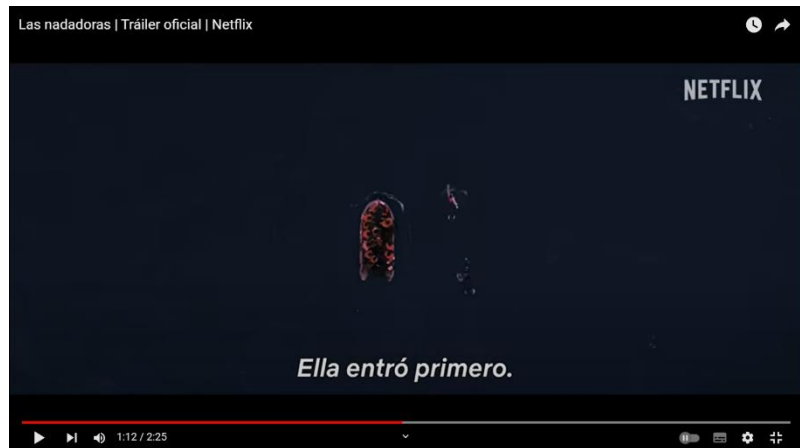 Las nadadoras | Tráiler oficial | Netflix
NETFLIX
Ella entró primero.
1:12 / 2:25